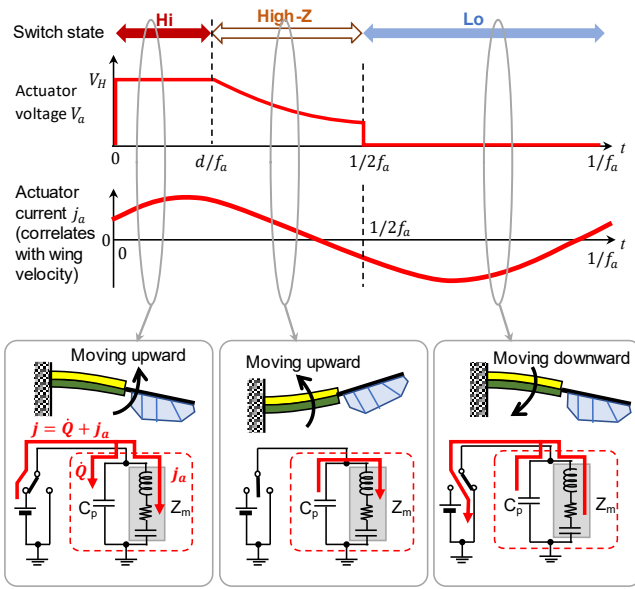 Hi
High-Z
Lo
Switch state
V_H
Actuator
voltage V_a
0
d/f_a
1/2f_a
1/f_a
t
Actuator
current j_a
(correlates
with wing
velocity)
0
0
1/2f_a
t
1/f_a
Moving upward
Moving upward
Moving downward
j = Q̇ + j_a
Q̇
j_a
C_p
Z_m
C_p
Z_m
C_p
Z_m